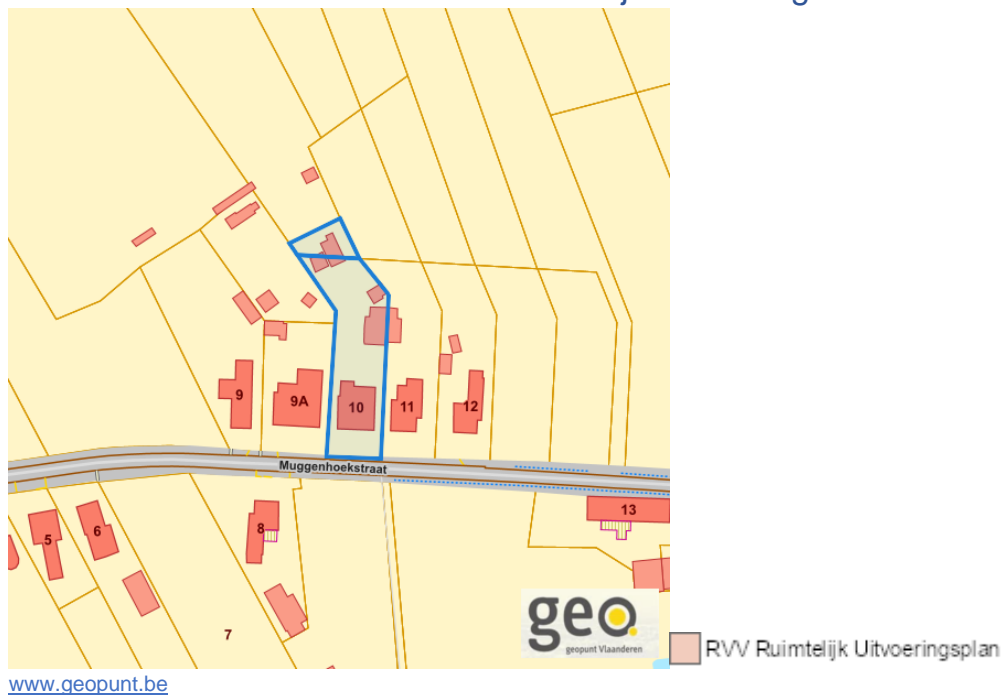 9
9A
10
11
12
Muggenhoekstraat
5
6
8
13
7
geo
geopunt Vlaanderen
RVV Ruimtelijk Uitvoeringsplan
www.geopunt.be